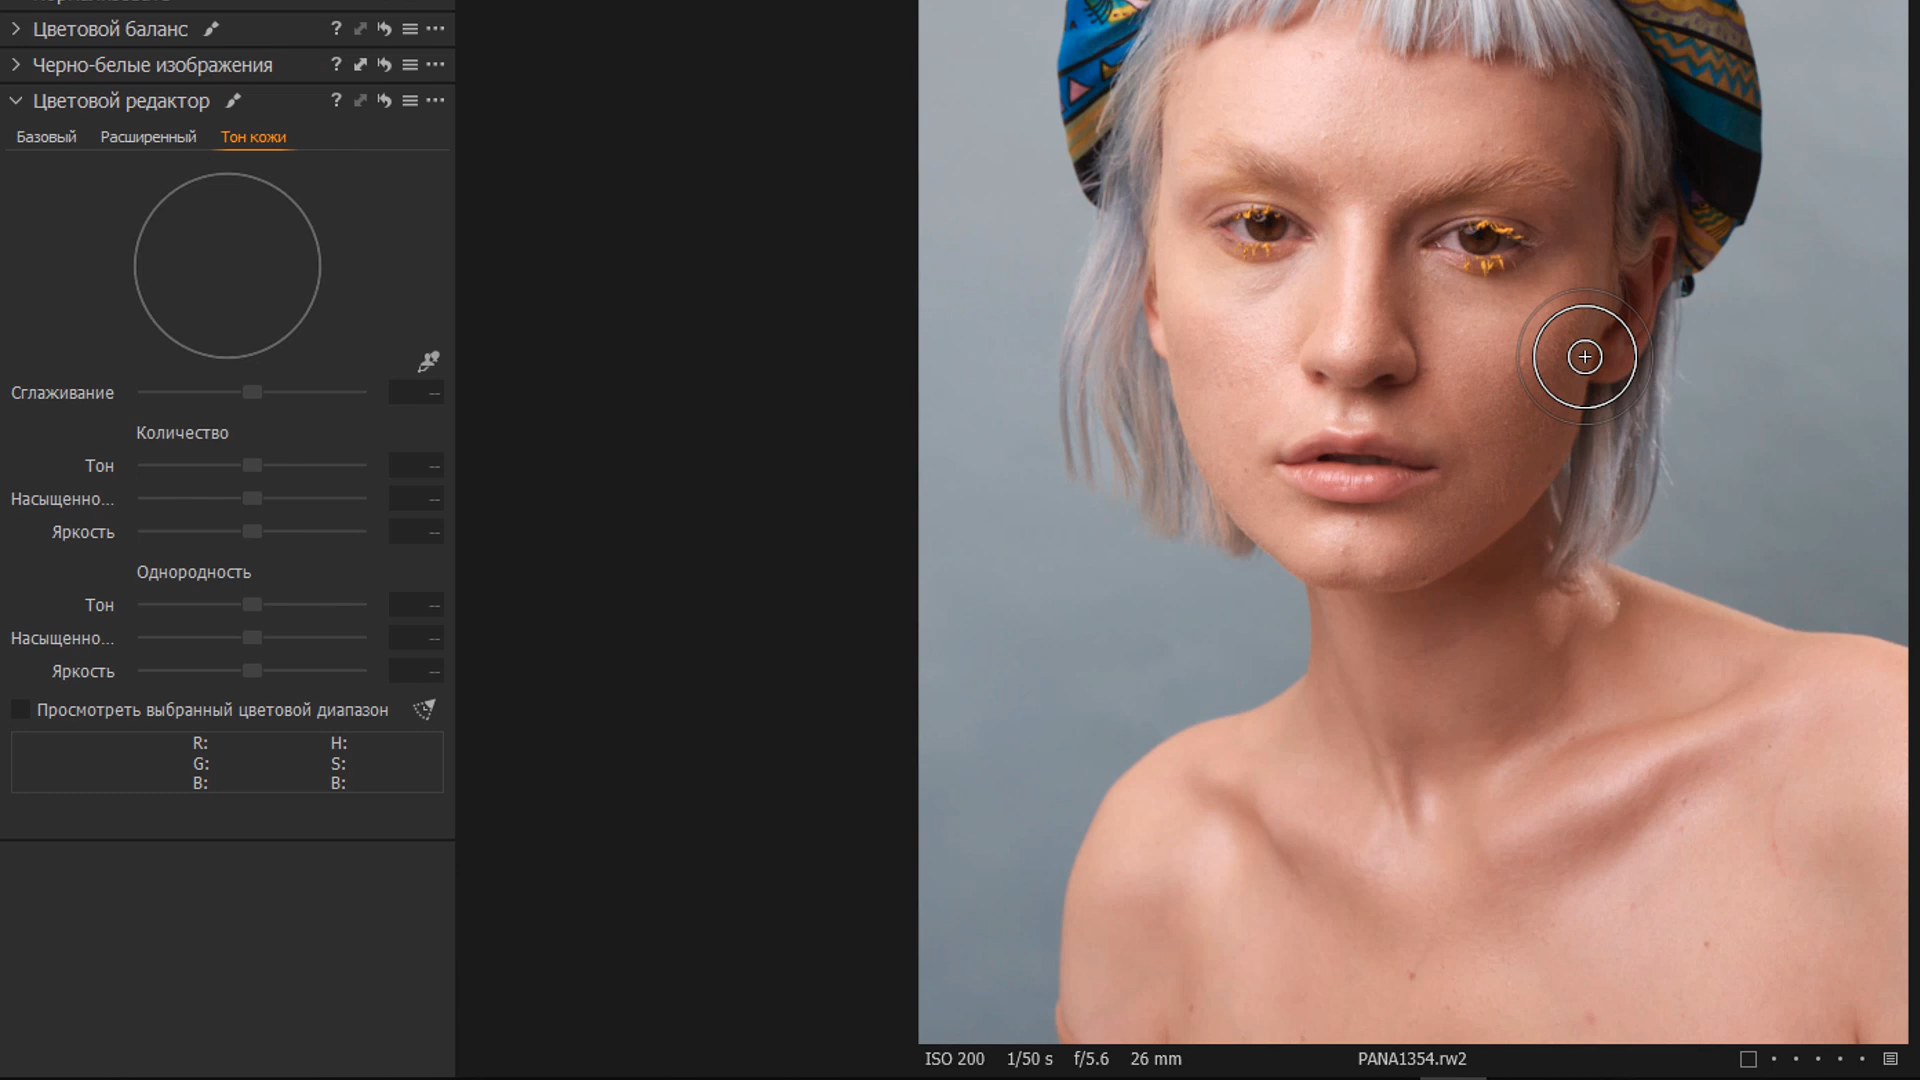 Цветовой баланс
Черно-белые изображения
Цветовой редактор
Базовый Расширенный Тон кожи
Сглаживание --
Количество
Тон --
Насыщенно... --
Яркость --
Однородность
Тон --
Насыщенно... --
Яркость --
Просмотреть выбранный цветовой диапазон
R: H:
G: S:
B: B:
ISO 200 1/50 s f/5.6 26 mm PANA1354.rw2